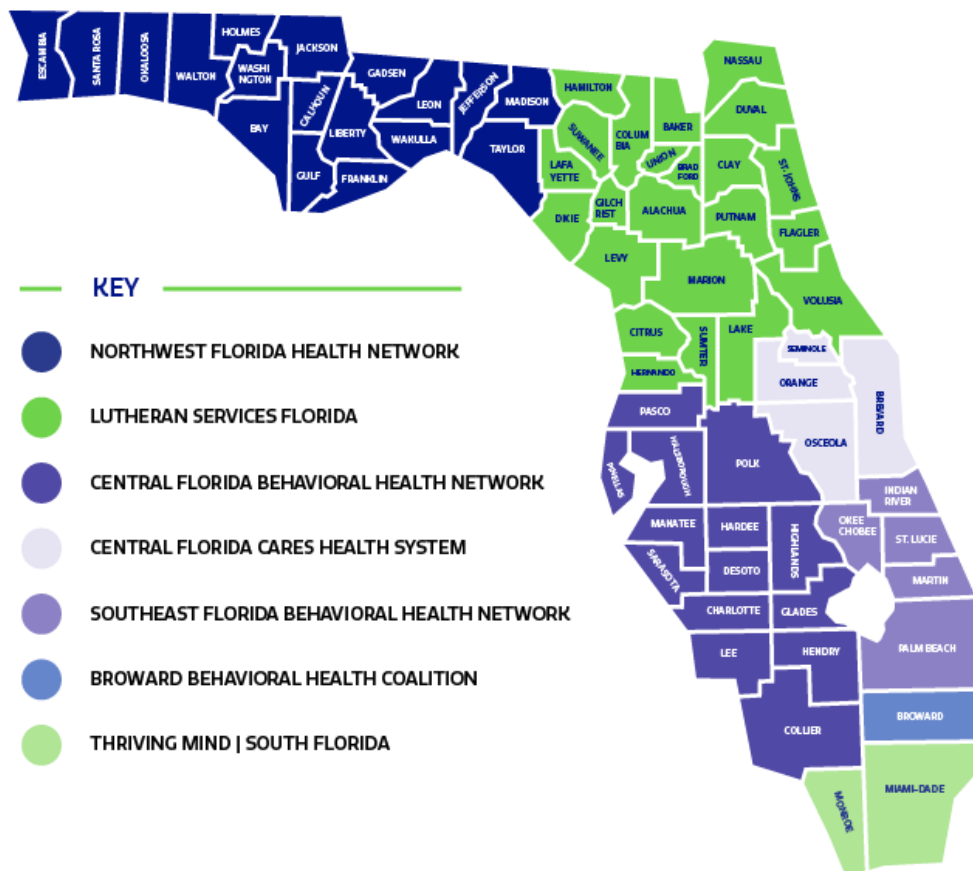 ESCAMBIA
SANTA ROSA
OKALOOSA
WALTON
HOLMES
WASHI
NGTON
JACKSON
BAY
CALHOUN
GULF
LIBERTY
FRANKLIN
GADSEN
LEON
WAKULLA
JEFFERSON
MADISON
TAYLOR
HAMILTON
SUWANEE
LAFA
YETTE
DIKIE
COLUM
BIA
GILCH
RIST
BAKER
UNION
BRAD
FORD
ALACHUA
LEVY
NASSAU
DUVAL
CLAY
ST. JOHNS
PUTNAM
FLAGLER
MARION
VOLUSIA
CITRUS
SUMTER
LAKE
HERNANDO
SEMINOLE
ORANGE
BREVARD
OSCEOLA
PASCO
PINELLAS
HILLSBOROUGH
POLK
INDIAN
RIVER
MANATEE
HARDEE
HIGHLANDS
OKEE
CHOBEE
ST. LUCIE
SARASOTA
DESOTO
MARTIN
CHARLOTTE
GLADES
LEE
HENDRY
PALM BEACH
COLLIER
BROWARD
MONROE
MIAMI-DADE
KEY
NORTHWEST FLORIDA HEALTH NETWORK
LUTHERAN SERVICES FLORIDA
CENTRAL FLORIDA BEHAVIORAL HEALTH NETWORK
CENTRAL FLORIDA CARES HEALTH SYSTEM
SOUTHEAST FLORIDA BEHAVIORAL HEALTH NETWORK
BROWARD BEHAVIORAL HEALTH COALITION
THRIVING MIND | SOUTH FLORIDA